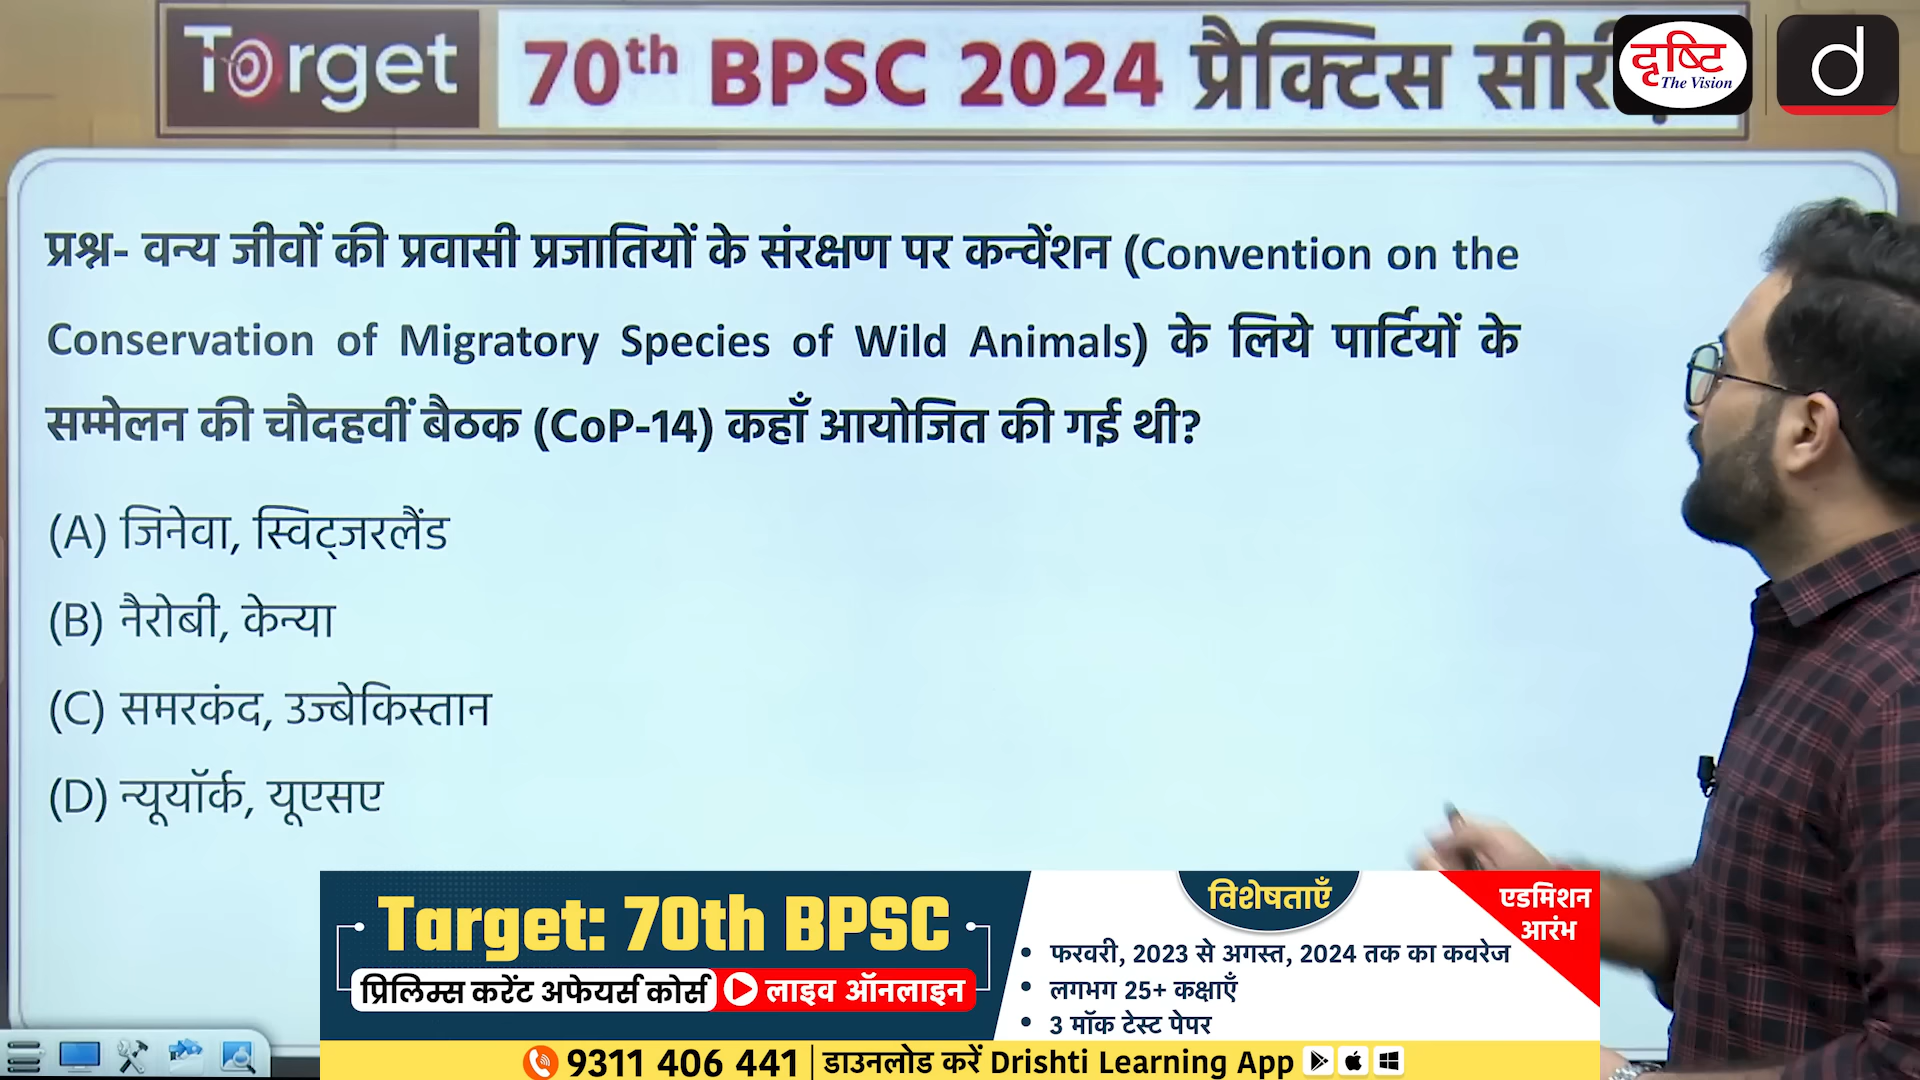 Target
70th BPSC 2024 प्रैक्टिस
दृष्टि
The Vision
d
प्रश्न- वन्य जीवों की प्रवासी प्रजातियों के संरक्षण पर कन्वेंशन (Convention on the
Conservation of Migratory Species of Wild Animals) के लिये पार्टियों के
सम्मेलन की चौदहवीं बैठक (CoP-14) कहाँ आयोजित की गई थी?
(A) जिनेवा, स्विट्जरलैंड
(B) नैरोबी, केन्या
(C) समरकंद, उज्बेकिस्तान
(D) न्यूयॉर्क, यूएसए
Target: 70th BPSC
प्रिलिम्स करेंट अफेयर्स कोर्स लाइव ऑनलाइन
विशेषताएँ
• फरवरी, 2023 से अगस्त, 2024 तक का कवरेज
• लगभग 25+ कक्षाएँ
• 3 मॉक टेस्ट पेपर
एडमिशन
आरंभ
9311 406 441 | डाउनलोड करें Drishti Learning App